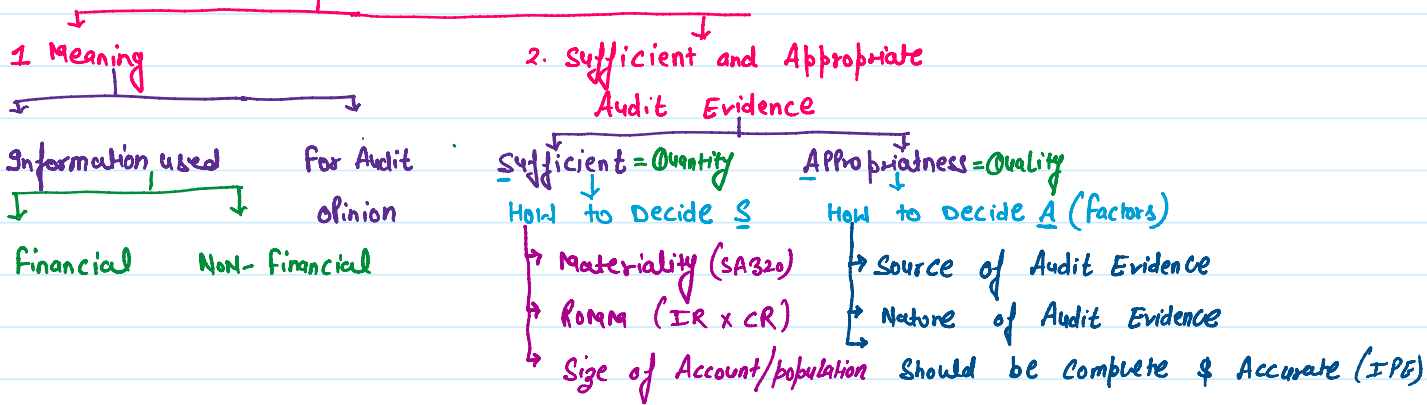 1 Meaning
2. Sufficient and Appropriate
Audit Evidence
Information used
For Audit
Opinion
Financial
Non-Financial
Sufficient = Quantity
How to Decide S
Materiality (SA320)
ROMM (IR x CR)
Size of Account/population
Appropriatness = Quality
How to Decide A (Factors)
Source of Audit Evidence
Nature of Audit Evidence
Should be Complete & Accurate (IPE)